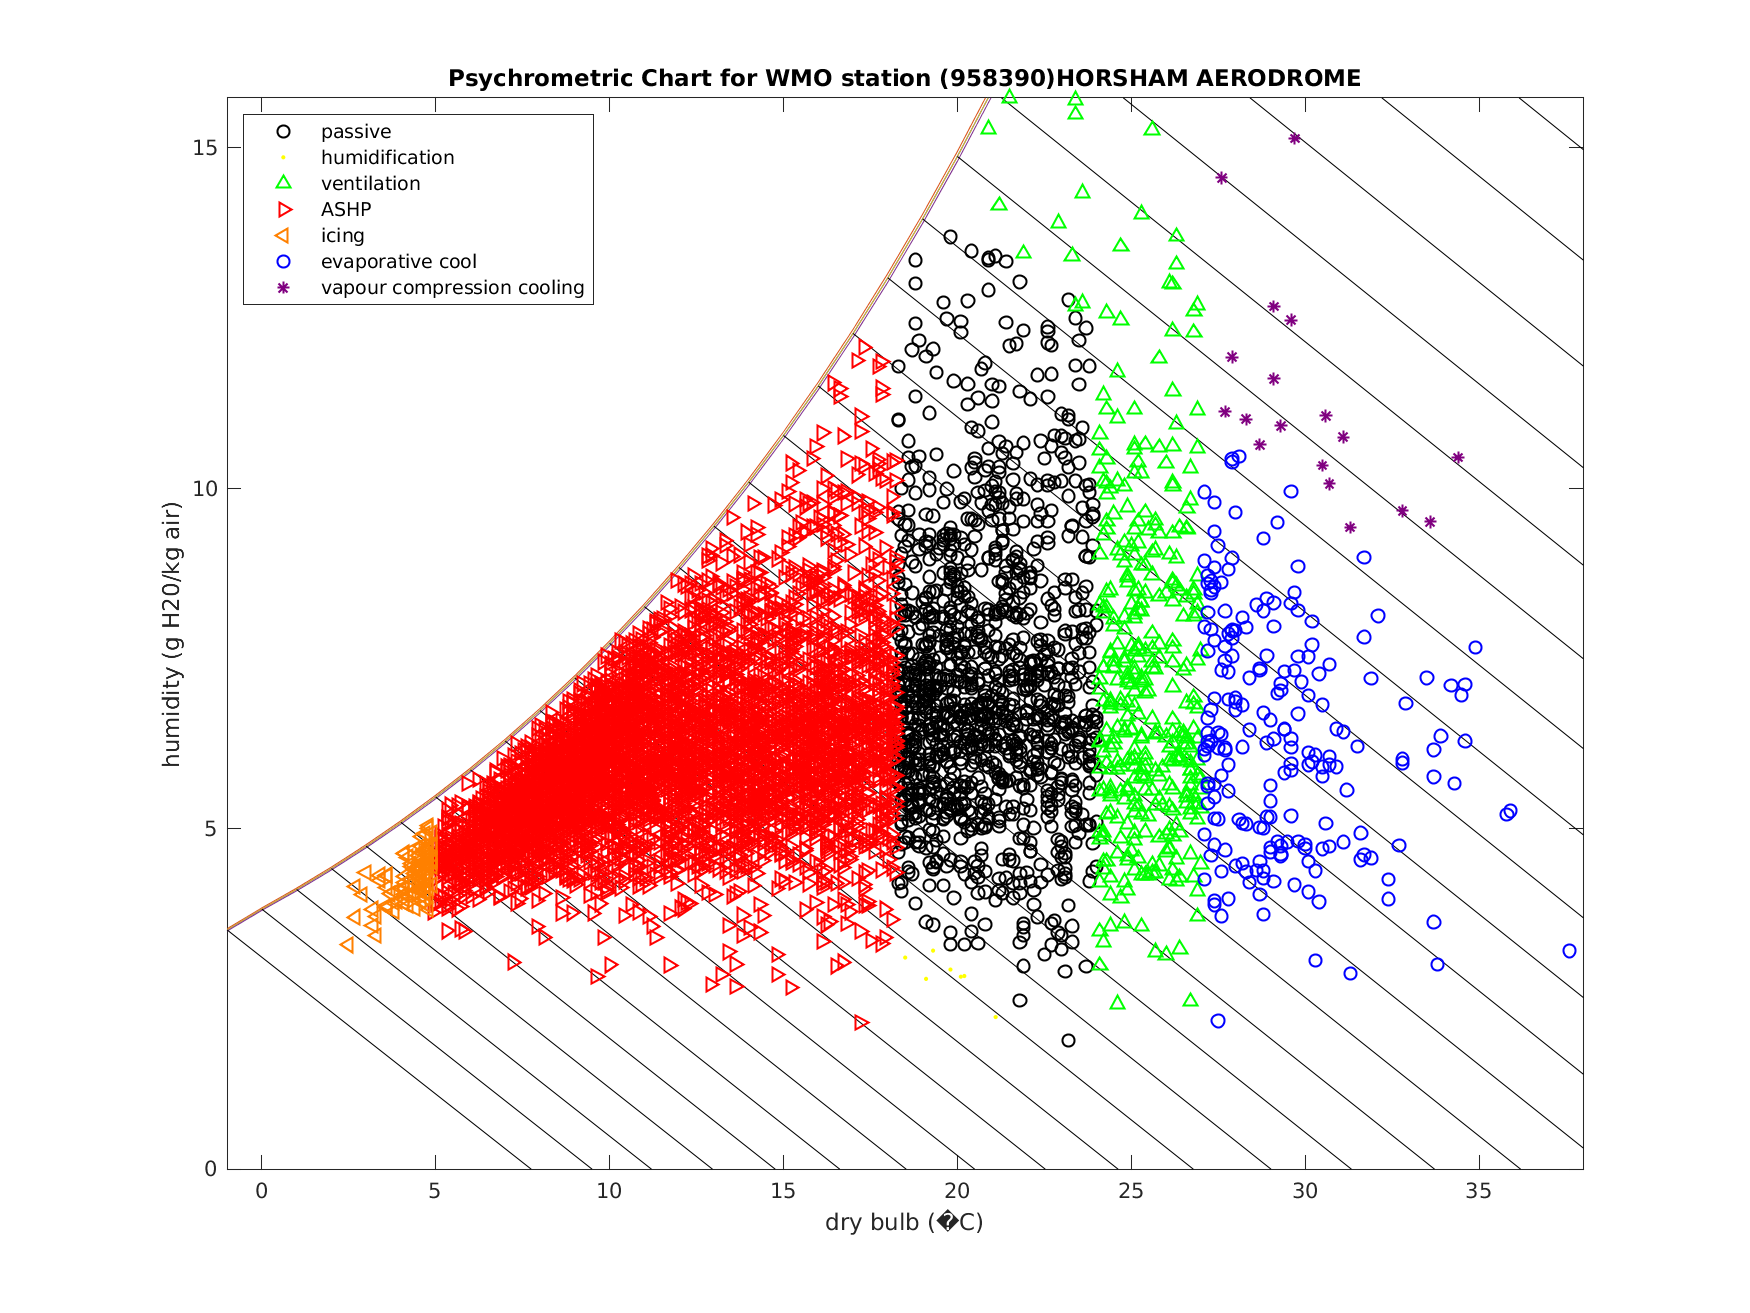 Psychrometric Chart for WMO station (958390)HORSHAM AERODROME
passive
humidification
ventilation
ASHP
icing
evaporative cool
vapour compression cooling
15
10
5
0
humidity (g H20/kg air)
0 5 10 15 20 25 30 35
dry bulb (�C)